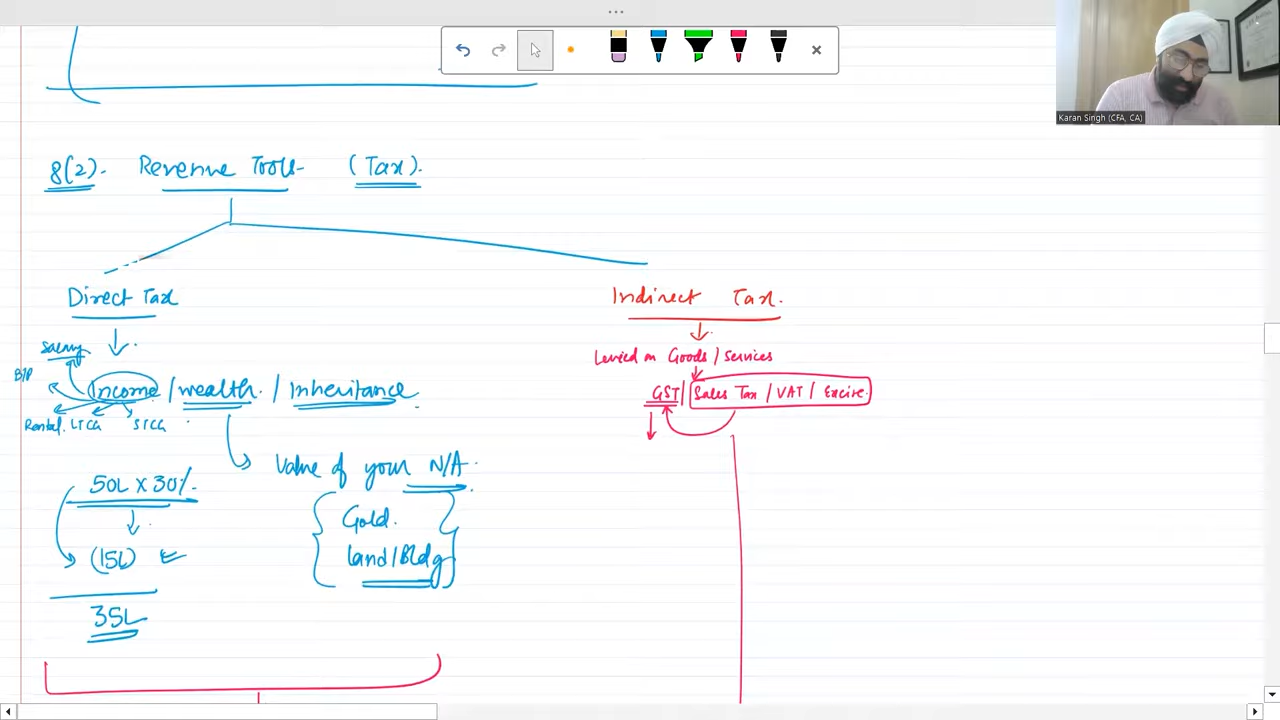 Karan Singh (CFA, CA)
8(2). Revenue Tools (Tax).
Direct Tax
Indirect Tax.
Salary
Levied on Goods/Services
B/P
Income / wealth / Inheritance
GST/ Sales Tax / VAT / Excise
Rental. LTCG STCG
Value of your N/A
50L x 30%
Gold.
(15L)
land/Bldg
35L